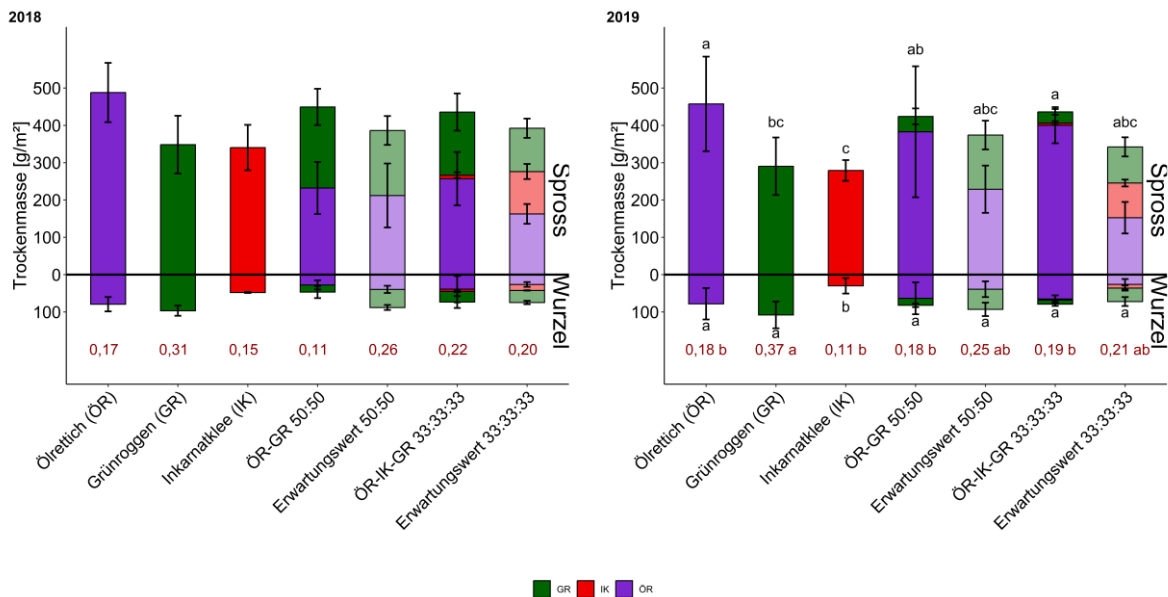 2018
Trockenmasse [g/m²]
500
400
300
200
100
0
100
Spross
Wurzel
0,17 0,31 0,15 0,11 0,26 0,22 0,20
Ölrettich (ÖR)
Grünroggen (GR)
Inkarnatklee (IK)
ÖR-GR 50:50
Erwartungswert 50:50
ÖR-IK-GR 33:33:33
Erwartungswert 33:33:33
2019
Trockenmasse [g/m²]
500
400
300
200
100
0
100
a bc c ab abc a abc
Spross
Wurzel
a a b a a a a
0,18 b 0,37 a 0,11 b 0,18 b 0,25 ab 0,19 b 0,21 ab
Ölrettich (ÖR)
Grünroggen (GR)
Inkarnatklee (IK)
ÖR-GR 50:50
Erwartungswert 50:50
ÖR-IK-GR 33:33:33
Erwartungswert 33:33:33
GR IK ÖR